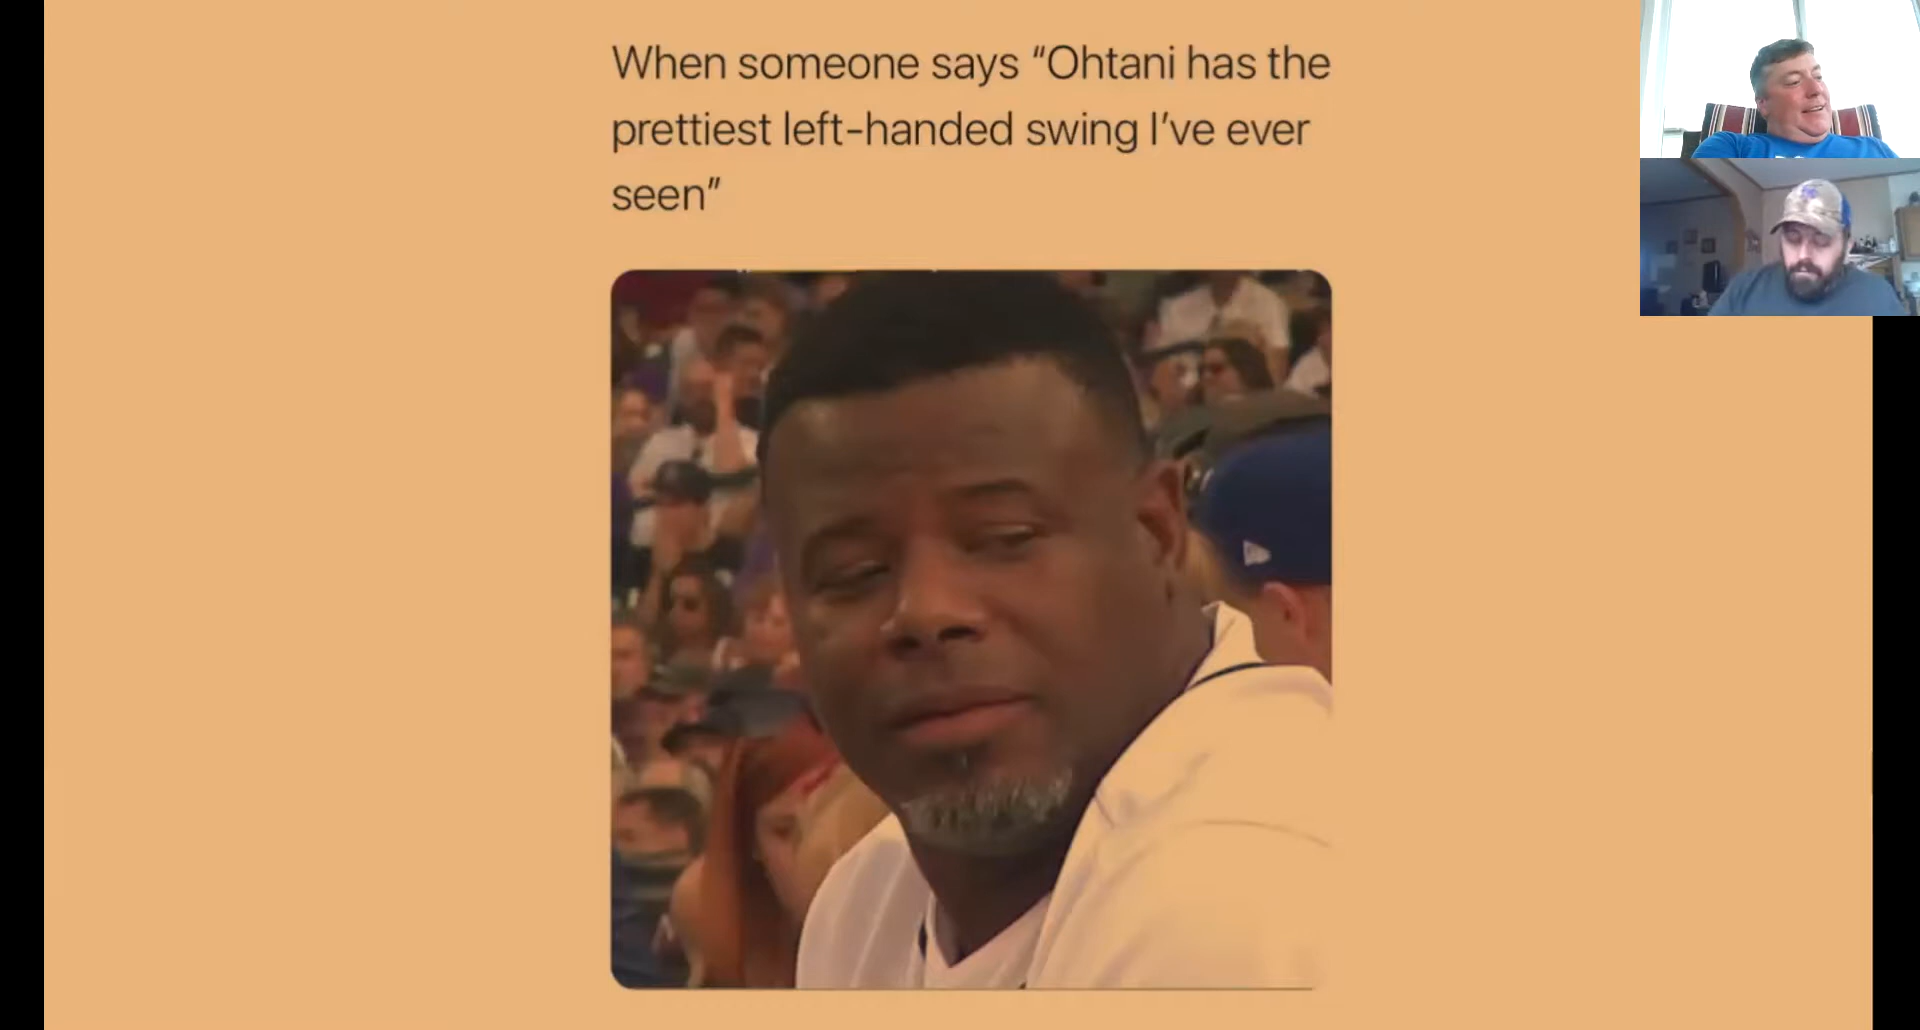 When someone says “Ohtani has the
prettiest left-handed swing I’ve ever
seen”